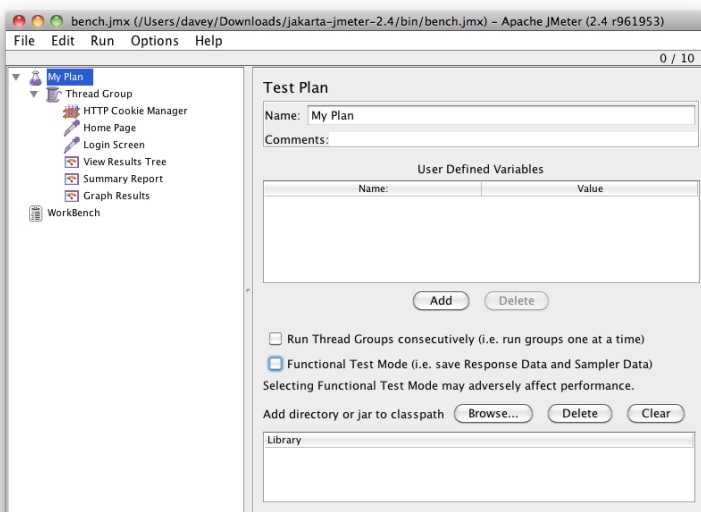 bench.jmx (/Users/davey/Downloads/jakarta-jmeter-2.4/bin/bench.jmx) – Apache JMeter (2.4 r961953)
File Edit Run Options Help
0 / 10
My Plan
Thread Group
HTTP Cookie Manager
Home Page
Login Screen
View Results Tree
Summary Report
Graph Results
WorkBench
Test Plan
Name: My Plan
Comments:
User Defined Variables
Name: Value
Add Delete
Run Thread Groups consecutively (i.e. run groups one at a time)
Functional Test Mode (i.e. save Response Data and Sampler Data)
Selecting Functional Test Mode may adversely affect performance.
Add directory or jar to classpath Browse... Delete Clear
Library